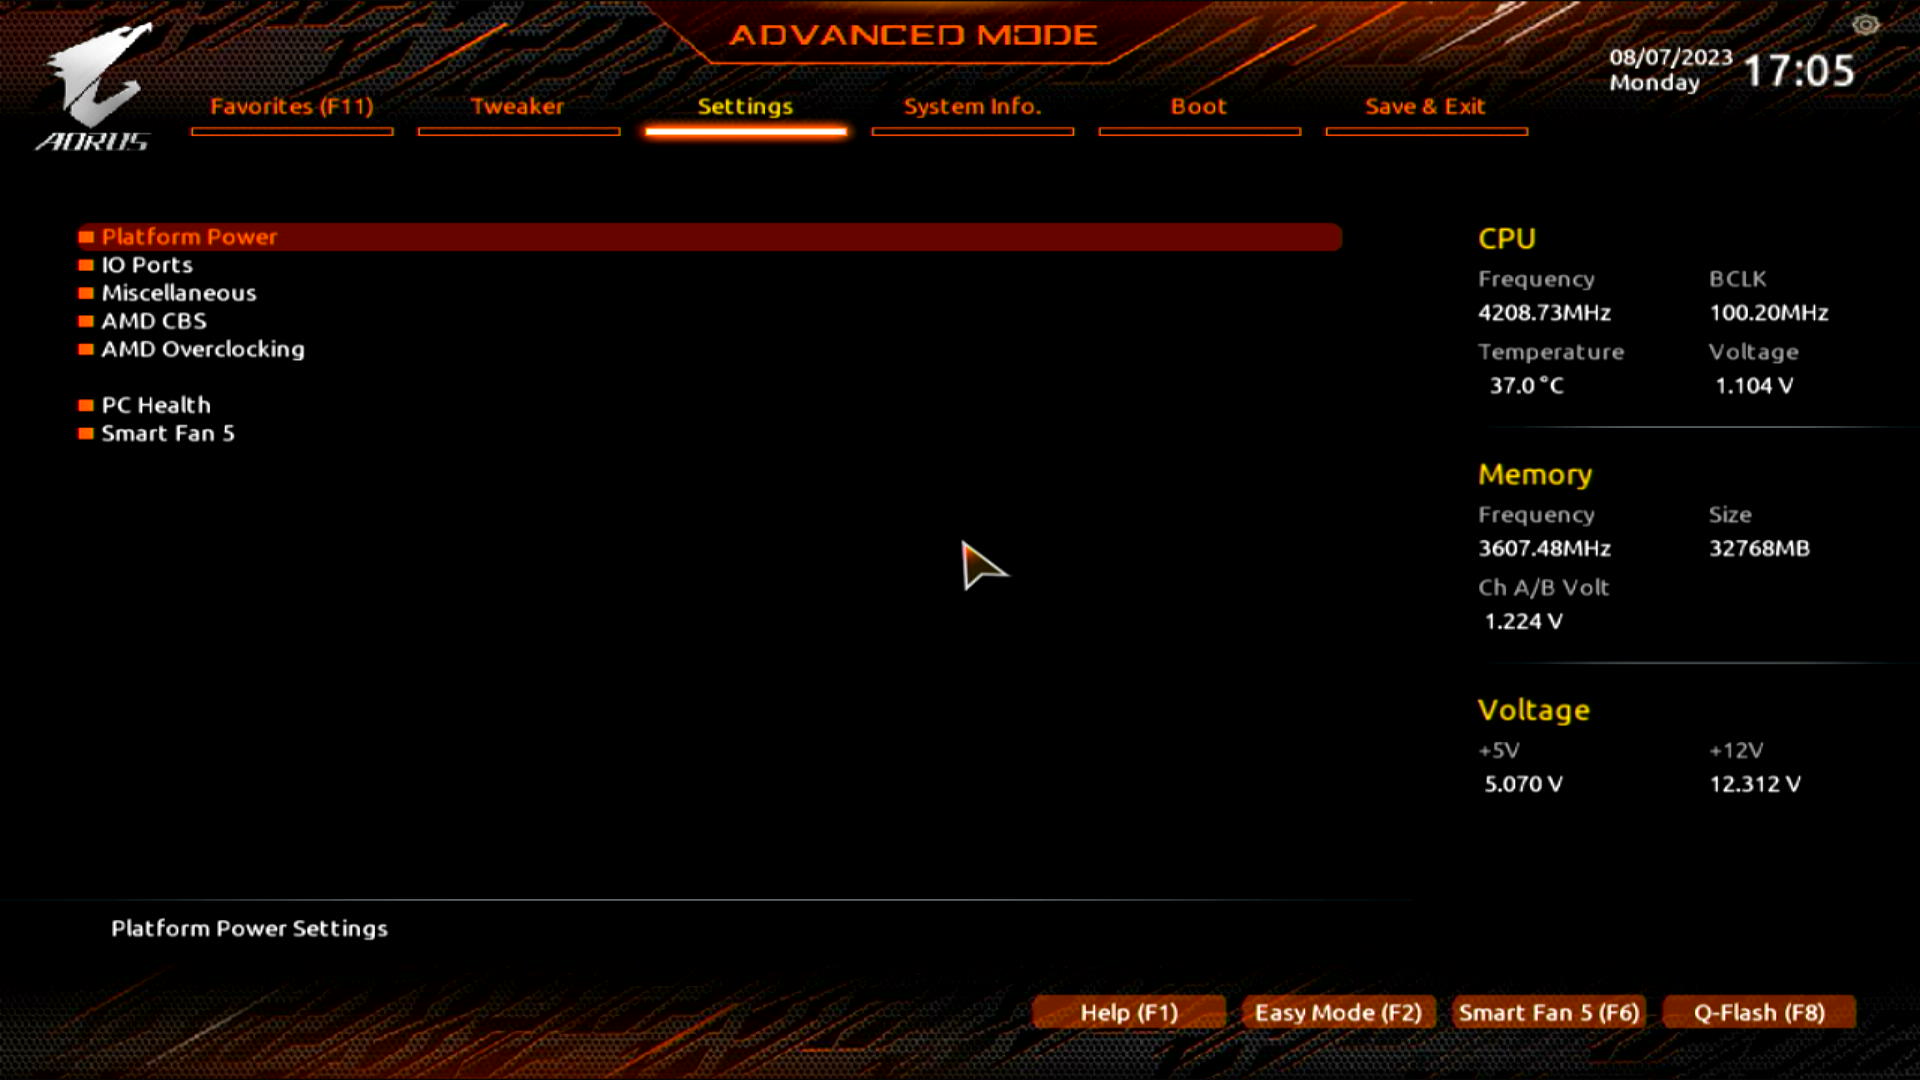 ADVANCED MODE
08/07/2023
Monday
17:05
AORUS
Favorites (F11)
Tweaker
Settings
System Info.
Boot
Save & Exit
Platform Power
IO Ports
Miscellaneous
AMD CBS
AMD Overclocking
PC Health
Smart Fan 5
CPU
Frequency BCLK
4208.73MHz 100.20MHz
Temperature Voltage
37.0 °C 1.104 V
Memory
Frequency Size
3607.48MHz 32768MB
Ch A/B Volt
1.224 V
Voltage
+5V +12V
5.070 V 12.312 V
Platform Power Settings
Help (F1)
Easy Mode (F2)
Smart Fan 5 (F6)
Q-Flash (F8)